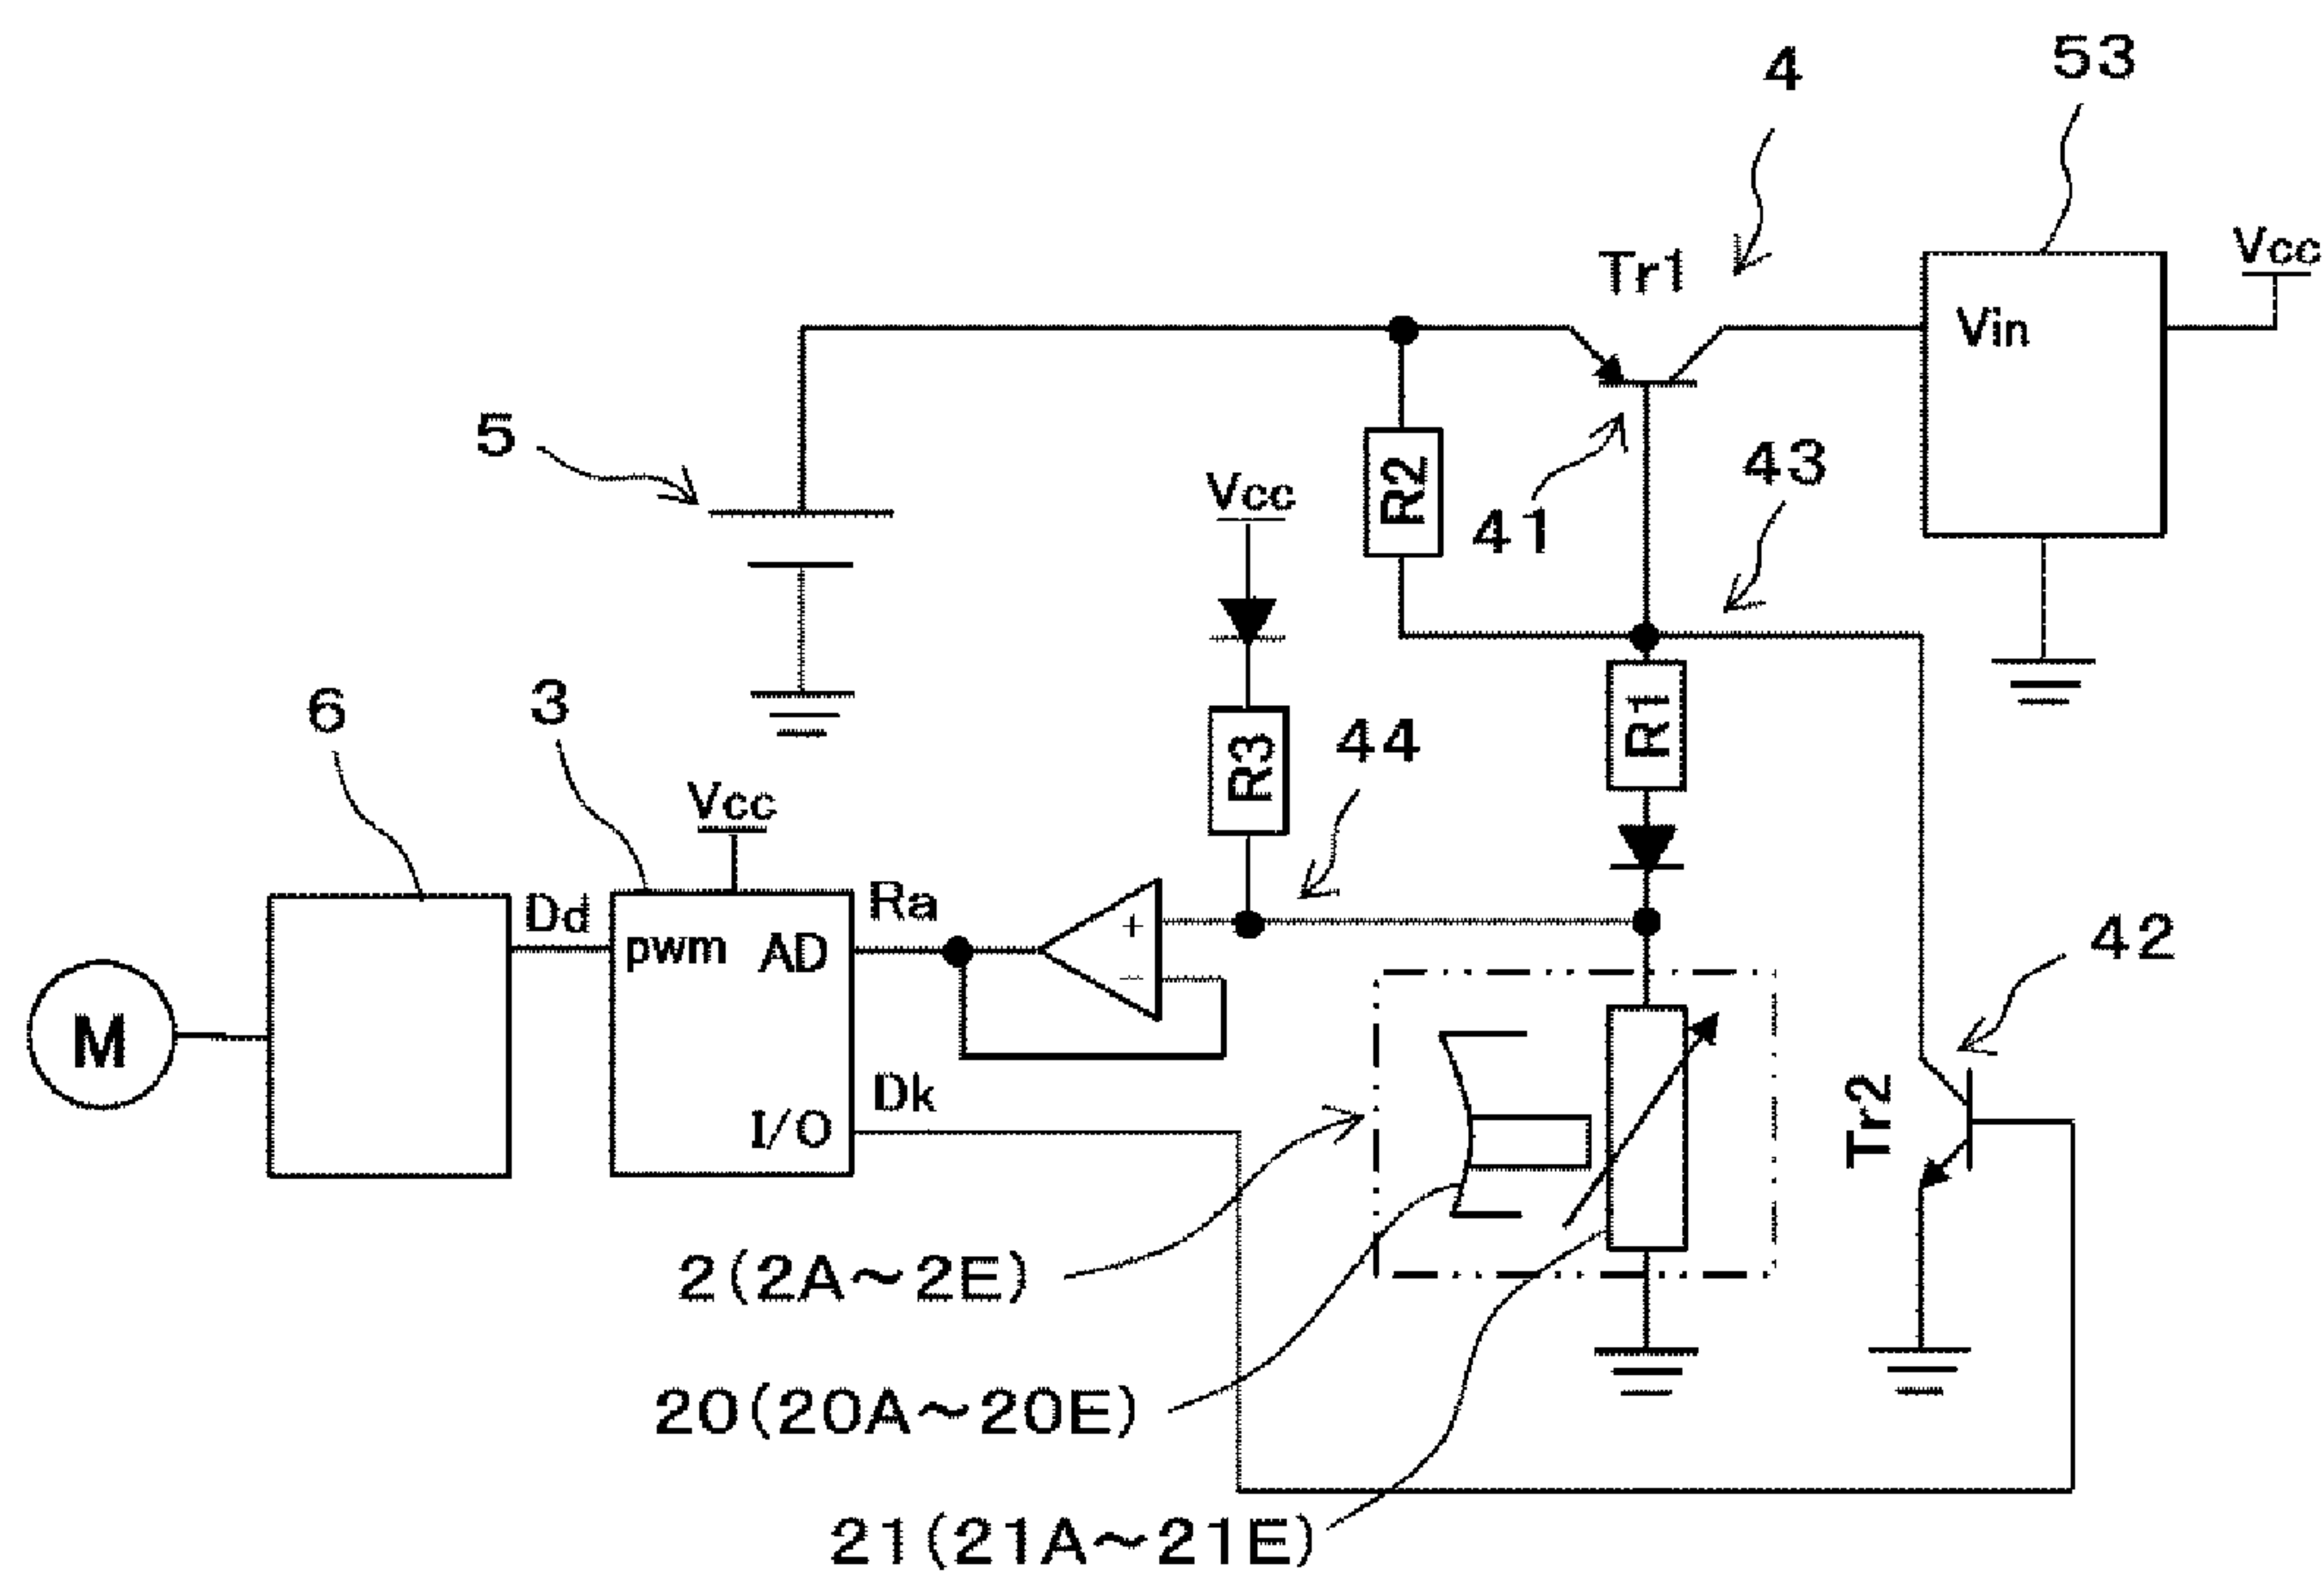 4
53
Tr1
Vcc
Vin
5
R2
41
43
Vcc
6
3
R3
44
R1
Vcc
Dd
Ra
pwm
AD
+
−
42
M
Dk
I/O
Tr2
2(2A～2E)
20(20A～20E)
21(21A～21E)